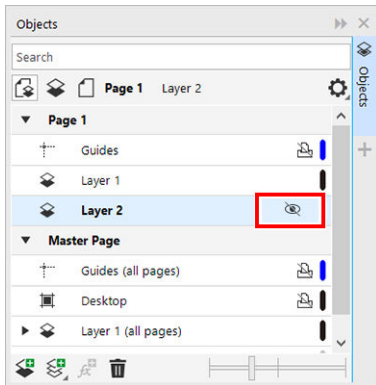 Objects
Search
Page 1 Layer 2
Page 1
Guides
Layer 1
Layer 2
Master Page
Guides (all pages)
Desktop
Layer 1 (all pages)
Objects